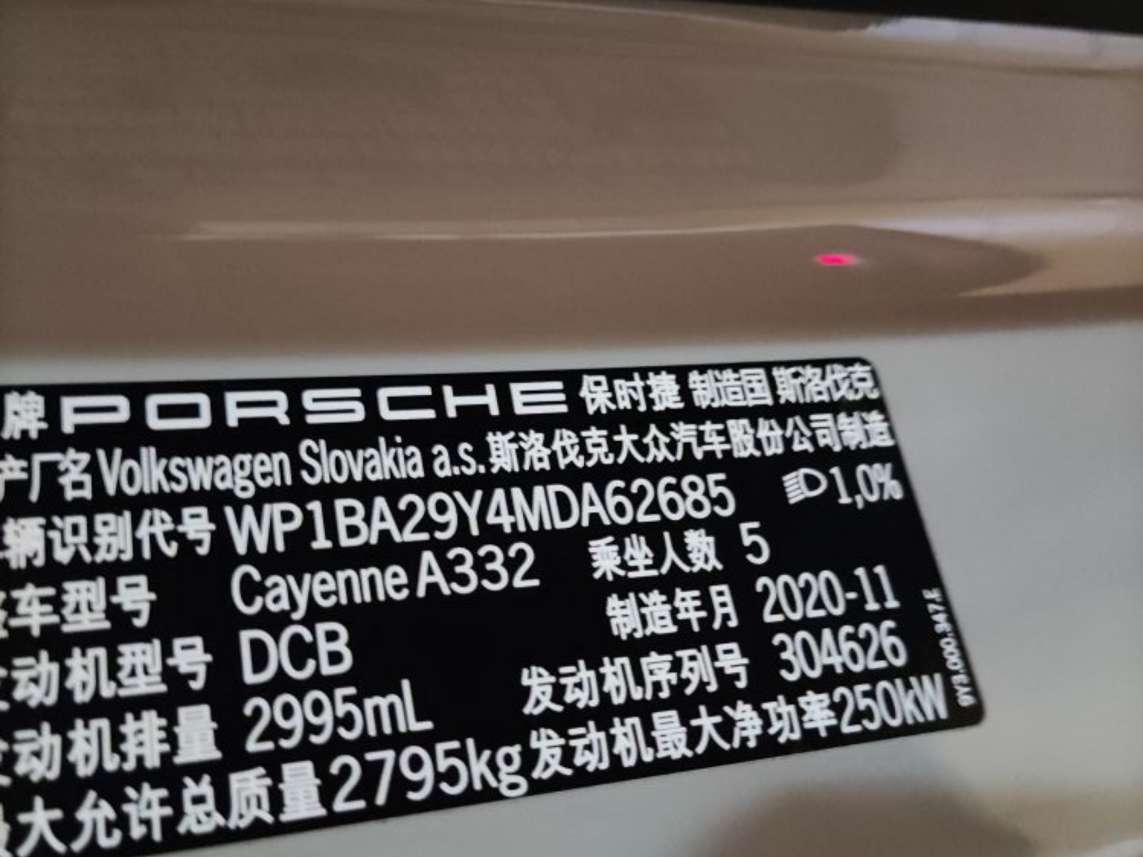 牌 PORSCHE 保时捷 制造国 斯洛伐克
产厂名 Volkswagen Slovakia a.s. 斯洛伐克大众汽车股份公司制造
辆识别代号 WP1BA29Y4MDA62685 1,0%
车型号 Cayenne A332 乘坐人数 5
动机型号 DCB 制造年月 2020-11
动机排量 2995mL 发动机序列号 304626
大允许总质量 2795kg 发动机最大净功率 250kW
9Y3.000.347.F